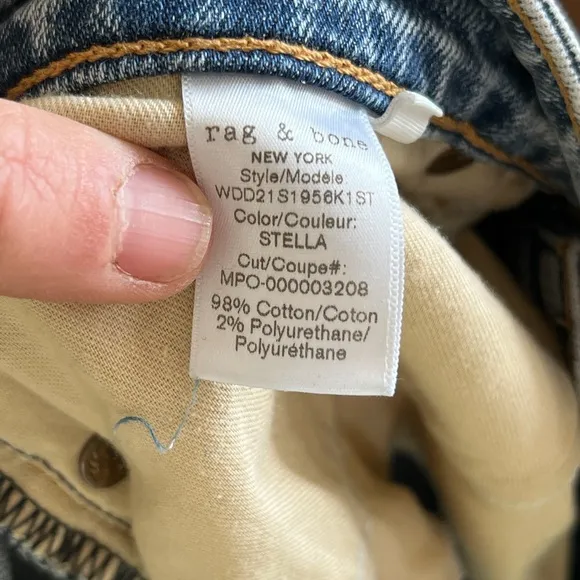 rag & bone
NEW YORK
Style/Modèle
WDD21S1956K1ST
Color/Couleur:
STELLA
Cut/Coupe#:
MPO-000003208
98% Cotton/Coton
2% Polyurethane/
Polyuréthane